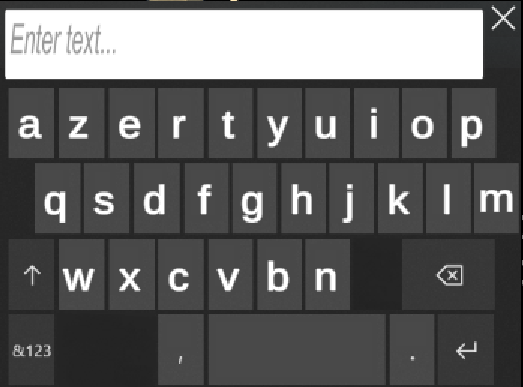 Enter text...
a z e r t y u i o p
q s d f g h j k l m
w x c v b n
&123 , .